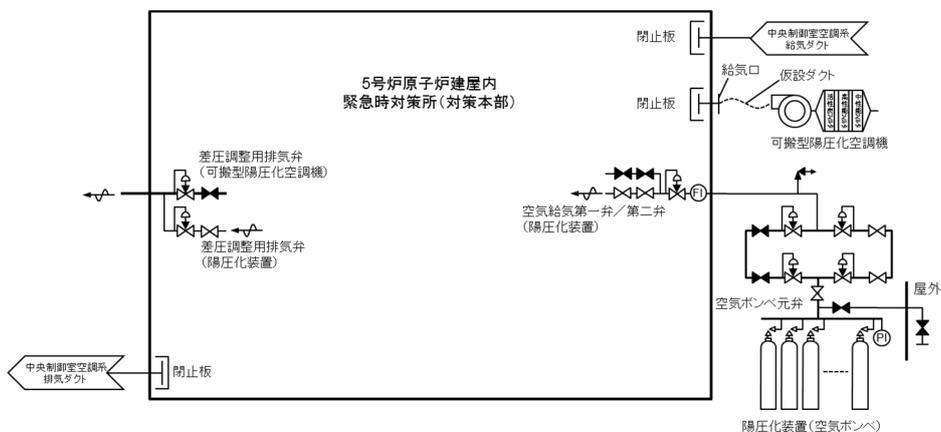 閉止板
中央制御室空調系
給気ダクト
5号炉原子炉建屋内
緊急時対策所(対策本部)
給気口
仮設ダクト
閉止板
可搬型陽圧化空調機
差圧調整用排気弁
(可搬型陽圧化空調機)
FI
空気給気第一弁/第二弁
(陽圧化装置)
差圧調整用排気弁
(陽圧化装置)
屋外
空気ボンベ元弁
PI
中央制御室空調系
排気ダクト
閉止板
陽圧化装置(空気ボンベ)